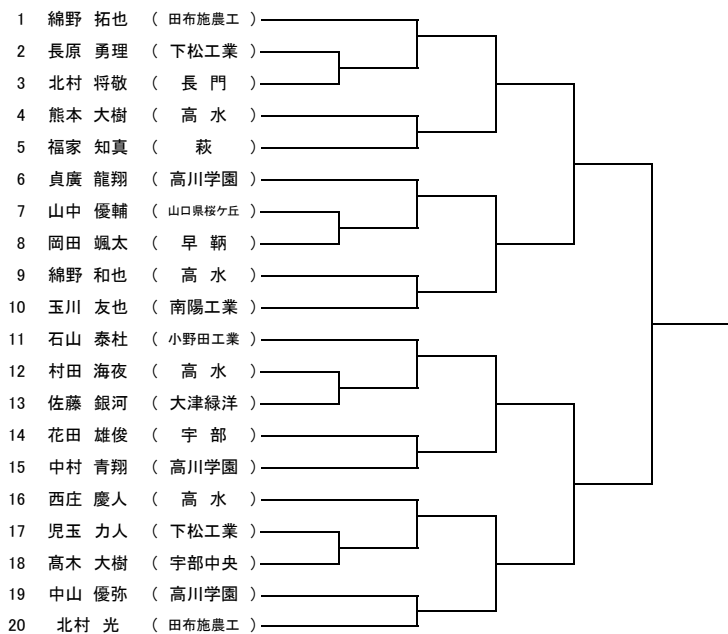 1 綿野 拓也 ( 田布施農工 )
2 長原 勇理 ( 下松工業 )
3 北村 将敬 ( 長 門 )
4 熊本 大樹 ( 高 水 )
5 福家 知真 ( 萩 )
6 貞廣 龍翔 ( 高川学園 )
7 山中 優輔 ( 山口県桜ケ丘 )
8 岡田 颯太 ( 早 鞆 )
9 綿野 和也 ( 高 水 )
10 玉川 友也 ( 南陽工業 )
11 石山 泰杜 ( 小野田工業 )
12 村田 海夜 ( 高 水 )
13 佐藤 銀河 ( 大津緑洋 )
14 花田 雄俊 ( 宇 部 )
15 中村 青翔 ( 高川学園 )
16 西庄 慶人 ( 高 水 )
17 児玉 力人 ( 下松工業 )
18 髙木 大樹 ( 宇部中央 )
19 中山 優弥 ( 高川学園 )
20 北村 光 ( 田布施農工 )